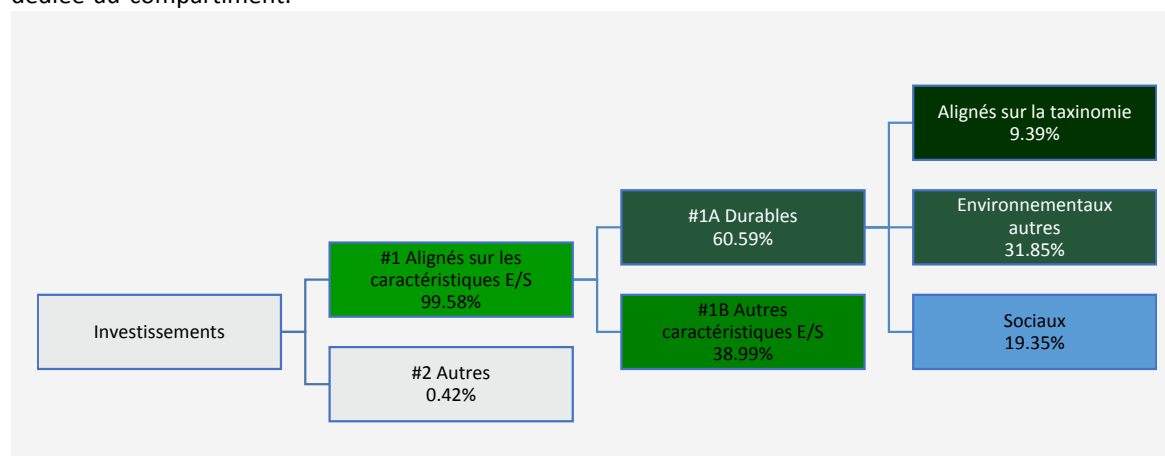 dédiée au compartiment.
Investissements
#1 Alignés sur les
caractéristiques E/S
99.58%
#2 Autres
0.42%
#1A Durables
60.59%
#1B Autres
caractéristiques E/S
38.99%
Alignés sur la taxinomie
9.39%
Environnementaux
autres
31.85%
Sociaux
19.35%